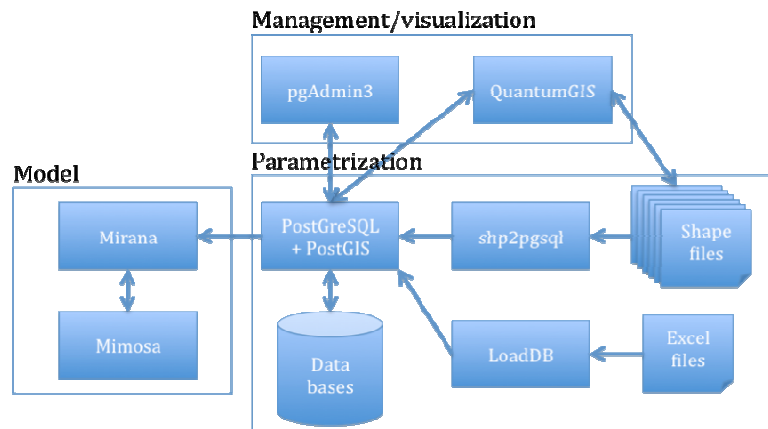 Management/visualization
pgAdmin3
QuantumGIS
Parametrization
Model
Mirana
PostGreSQL
+ PostGIS
shp2pgsql
Shape
files
Mimosa
Data
bases
LoadDB
Excel
files